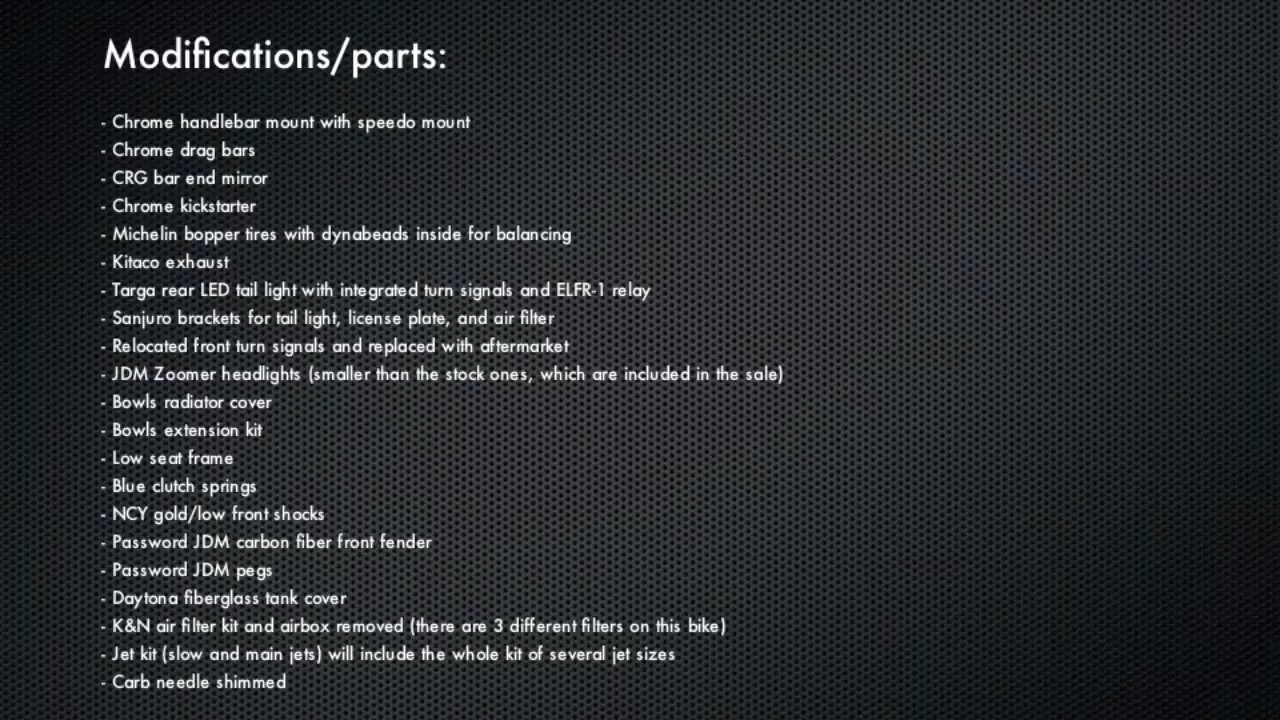 Modifications/parts:
- Chrome handlebar mount with speedo mount
- Chrome drag bars
- CRG bar end mirror
- Chrome kickstarter
- Michelin bopper tires with dynabeads inside for balancing
- Kitaco exhaust
- Targa rear LED tail light with integrated turn signals and ELFR-1 relay
- Sanjuro brackets for tail light, license plate, and air filter
- Relocated front turn signals and replaced with aftermarket
- JDM Zoomer headlights (smaller than the stock ones, which are included in the sale)
- Bowls radiator cover
- Bowls extension kit
- Low seat frame
- Blue clutch springs
- NCY gold/low front shocks
- Password JDM carbon fiber front fender
- Password JDM pegs
- Daytona fiberglass tank cover
- K&N air filter kit and airbox removed (there are 3 different filters on this bike)
- Jet kit (slow and main jets) will include the whole kit of several jet sizes
- Carb needle shimmed